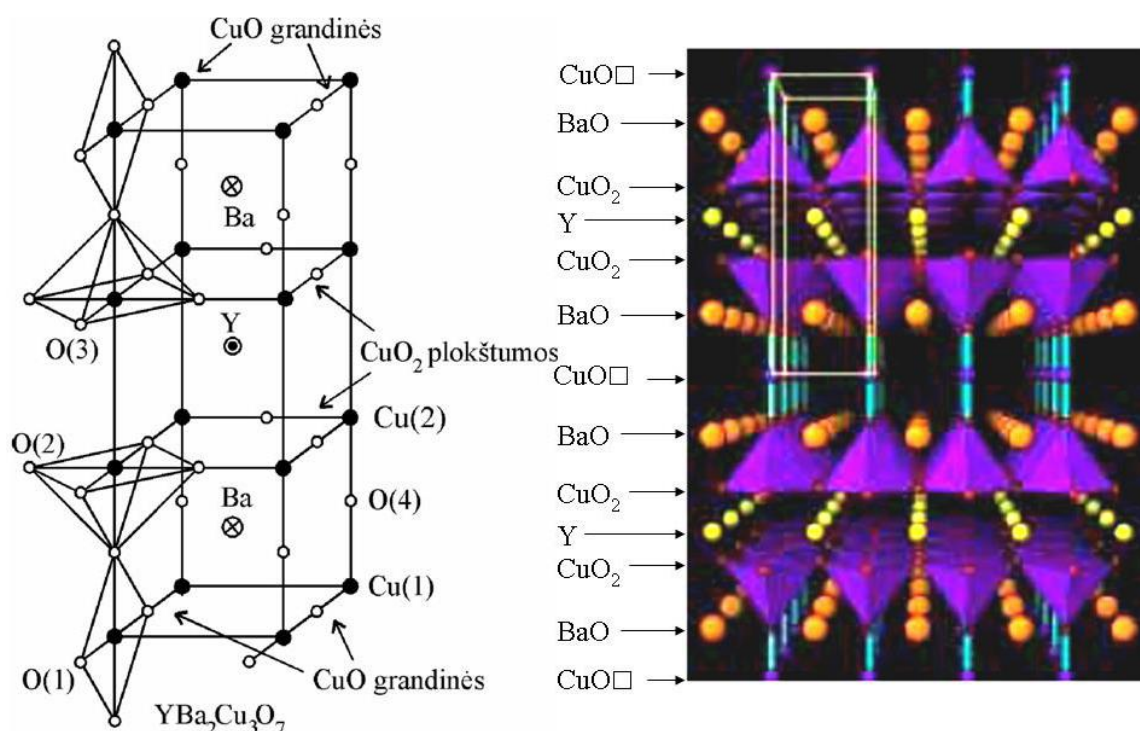 CuO grandinės
Ba
Y
O(3)
CuO₂ plokštumos
Cu(2)
O(2)
Ba
O(4)
Cu(1)
O(1)
CuO grandinės
YBa₂Cu₃O₇
CuO□
BaO
CuO₂
Y
CuO₂
BaO
CuO□
BaO
CuO₂
Y
CuO₂
BaO
CuO□